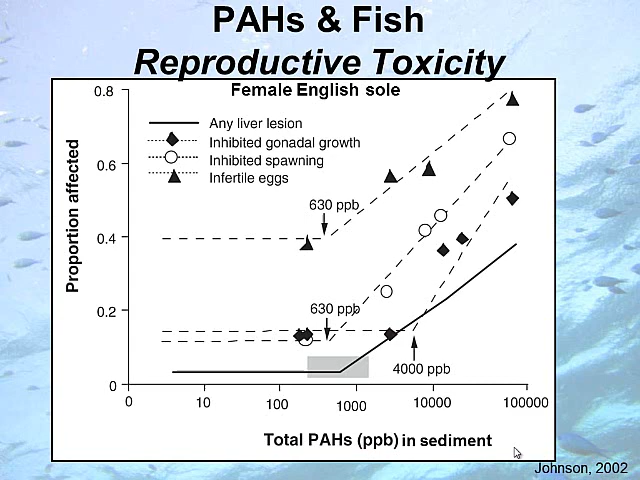 PAHs & Fish
Reproductive Toxicity
Female English sole
Any liver lesion
Inhibited gonadal growth
Inhibited spawning
Infertile eggs
Proportion affected
0.8
0.6
0.4
0.2
0
630 ppb
630 ppb
4000 ppb
0
10
100
1000
10000
100000
Total PAHs (ppb) in sediment
Johnson, 2002